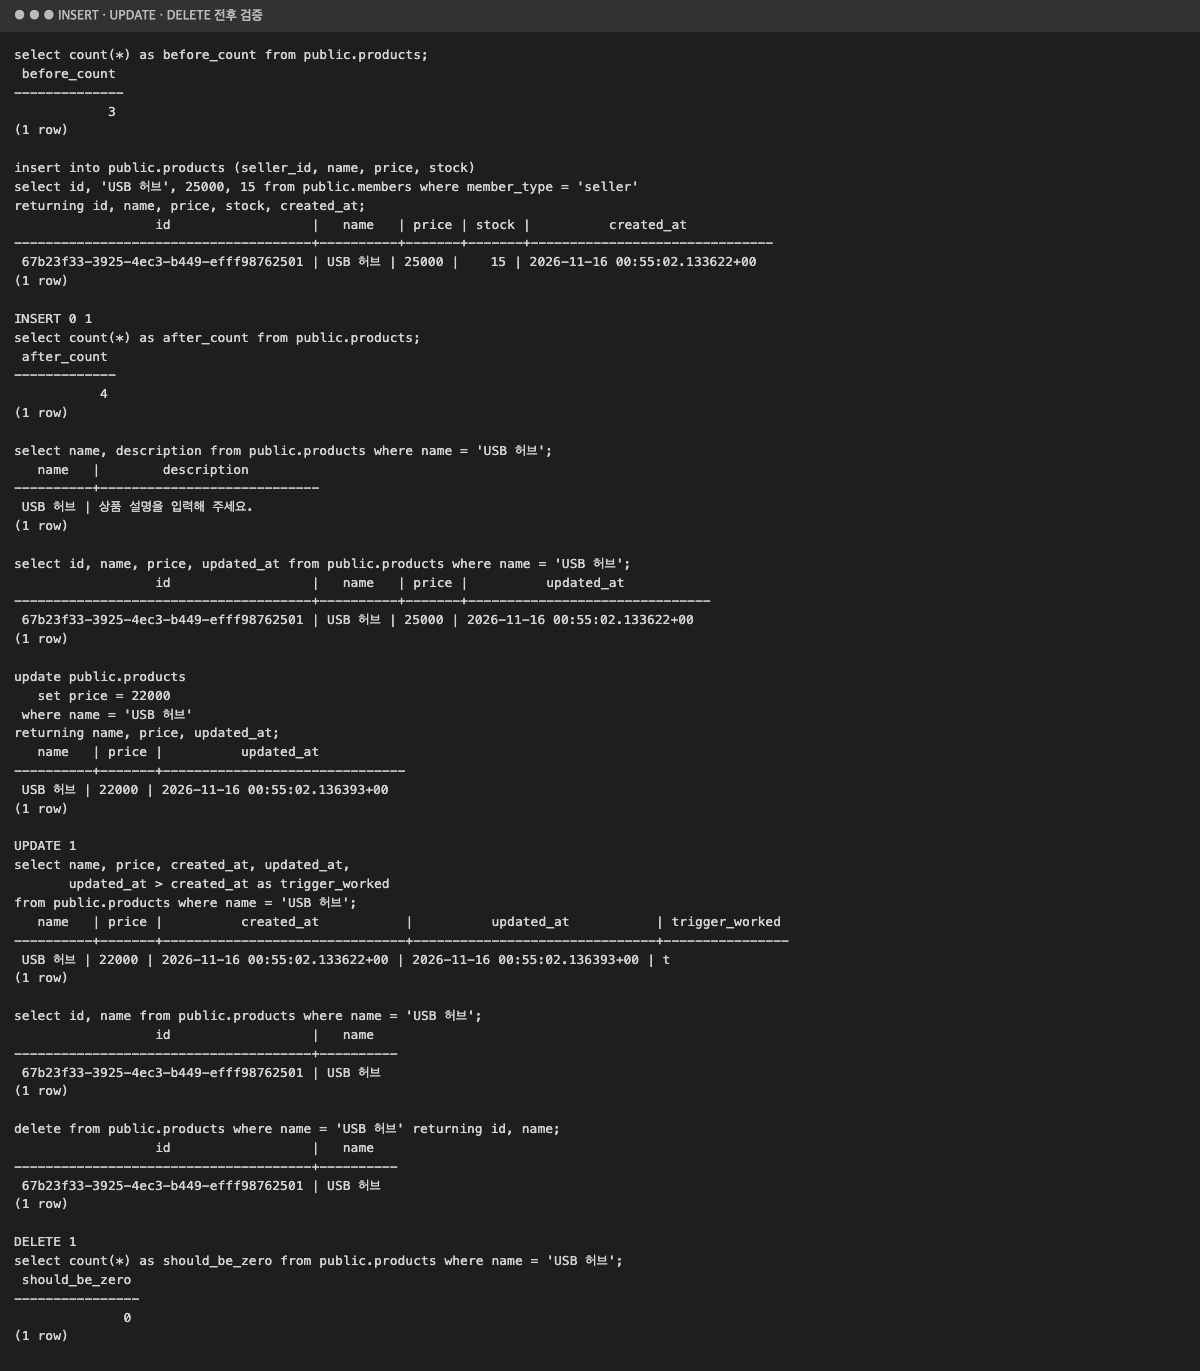 INSERT · UPDATE · DELETE 전후 검증
select count(*) as before_count from public.products;
 before_count
--------------
            3
(1 row)

insert into public.products (seller_id, name, price, stock)
select id, 'USB 허브', 25000, 15 from public.members where member_type = 'seller'
returning id, name, price, stock, created_at;
                  id                  |   name   | price | stock |          created_at
--------------------------------------+----------+-------+-------+-------------------------------
 67b23f33-3925-4ec3-b449-efff98762501 | USB 허브 | 25000 |    15 | 2026-11-16 00:55:02.133622+00
(1 row)

INSERT 0 1
select count(*) as after_count from public.products;
 after_count
-------------
           4
(1 row)

select name, description from public.products where name = 'USB 허브';
   name   |        description
----------+----------------------------
 USB 허브 | 상품 설명을 입력해 주세요.
(1 row)

select id, name, price, updated_at from public.products where name = 'USB 허브';
                  id                  |   name   | price |          updated_at
--------------------------------------+----------+-------+-------------------------------
 67b23f33-3925-4ec3-b449-efff98762501 | USB 허브 | 25000 | 2026-11-16 00:55:02.133622+00
(1 row)

update public.products
   set price = 22000
 where name = 'USB 허브'
returning name, price, updated_at;
   name   | price |          updated_at
----------+-------+-------------------------------
 USB 허브 | 22000 | 2026-11-16 00:55:02.136393+00
(1 row)

UPDATE 1
select name, price, created_at, updated_at,
       updated_at > created_at as trigger_worked
from public.products where name = 'USB 허브';
   name   | price |          created_at           |          updated_at           | trigger_worked
----------+-------+-------------------------------+-------------------------------+----------------
 USB 허브 | 22000 | 2026-11-16 00:55:02.133622+00 | 2026-11-16 00:55:02.136393+00 | t
(1 row)

select id, name from public.products where name = 'USB 허브';
                  id                  |   name
--------------------------------------+----------
 67b23f33-3925-4ec3-b449-efff98762501 | USB 허브
(1 row)

delete from public.products where name = 'USB 허브' returning id, name;
                  id                  |   name
--------------------------------------+----------
 67b23f33-3925-4ec3-b449-efff98762501 | USB 허브
(1 row)

DELETE 1
select count(*) as should_be_zero from public.products where name = 'USB 허브';
 should_be_zero
----------------
              0
(1 row)